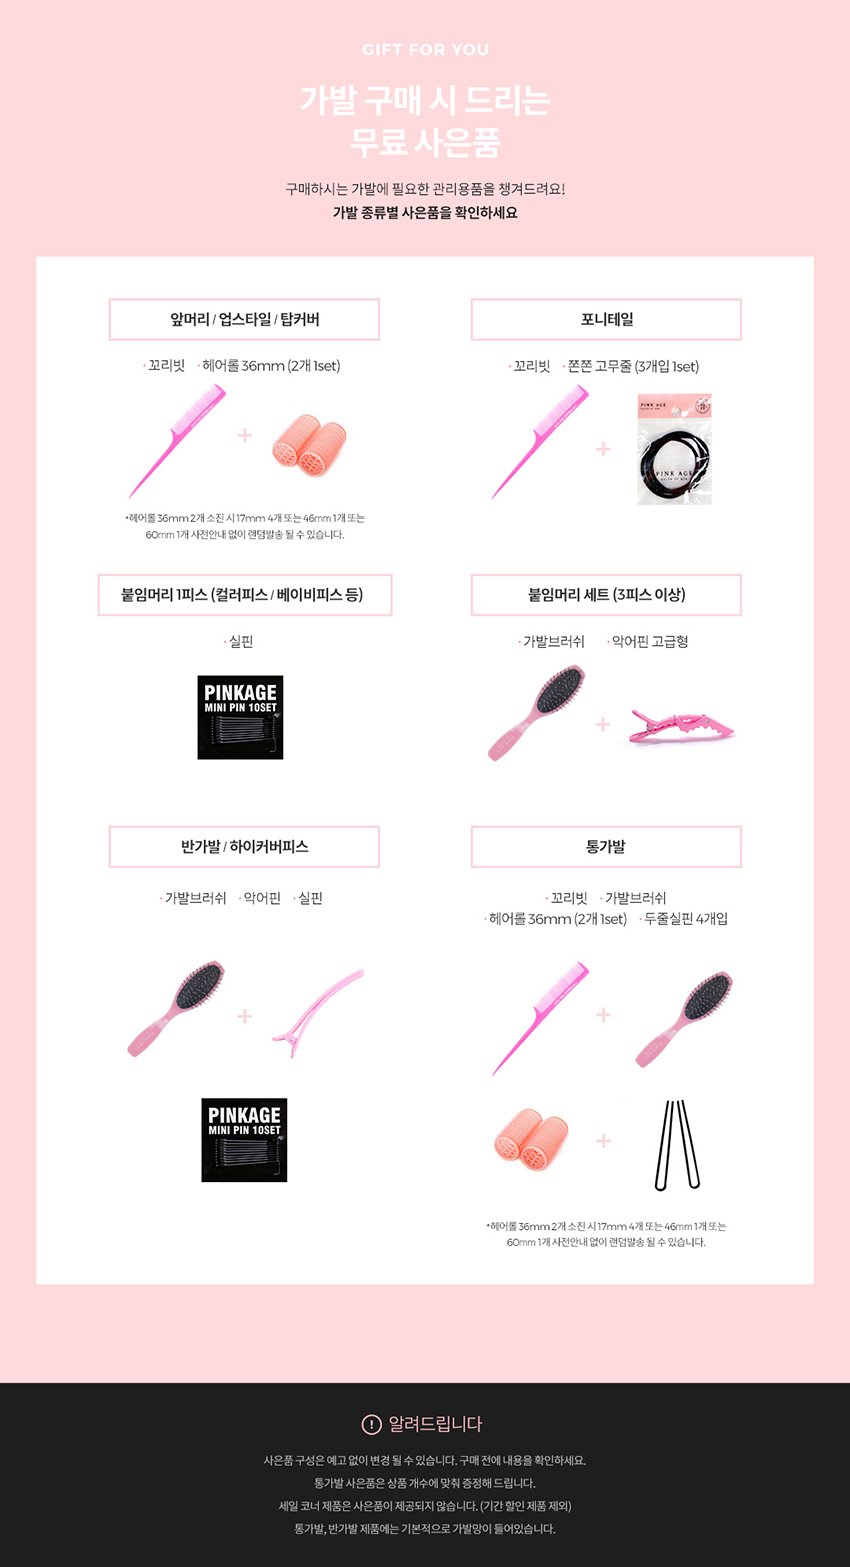 GIFT FOR YOU
가발 구매 시 드리는
무료 사은품
구매하시는 가발에 필요한 관리용품을 챙겨드려요!
가발 종류별 사은품을 확인하세요
앞머리 / 업스타일 / 탑커버
· 꼬리빗 · 헤어롤 36mm (2개 1set)
+
*헤어롤 36mm 2개 소진 시 17mm 4개 또는 46mm 1개 또는
60mm 1개 사전안내 없이 랜덤발송 될 수 있습니다.
포니테일
· 꼬리빗 · 쫀쫀 고무줄 (3개입 1set)
+
PINK AGE
PINK AGE
붙임머리 1피스 (컬러피스 / 베이비피스 등)
· 실핀
PINKAGE
MINI PIN 10SET
붙임머리 세트 (3피스 이상)
· 가발브러쉬 · 악어핀 고급형
+
반가발 / 하이커버피스
· 가발브러쉬 · 악어핀 · 실핀
+
PINKAGE
MINI PIN 10SET
통가발
· 꼬리빗 · 가발브러쉬
· 헤어롤 36mm (2개 1set) · 두줄실핀 4개입
+
+
*헤어롤 36mm 2개 소진 시 17mm 4개 또는 46mm 1개 또는
60mm 1개 사전안내 없이 랜덤발송 될 수 있습니다.
! 알려드립니다
사은품 구성은 예고 없이 변경 될 수 있습니다. 구매 전에 내용을 확인하세요.
통가발 사은품은 상품 개수에 맞춰 증정해 드립니다.
세일 코너 제품은 사은품이 제공되지 않습니다. (기간 할인 제품 제외)
통가발, 반가발 제품에는 기본적으로 가발망이 들어있습니다.